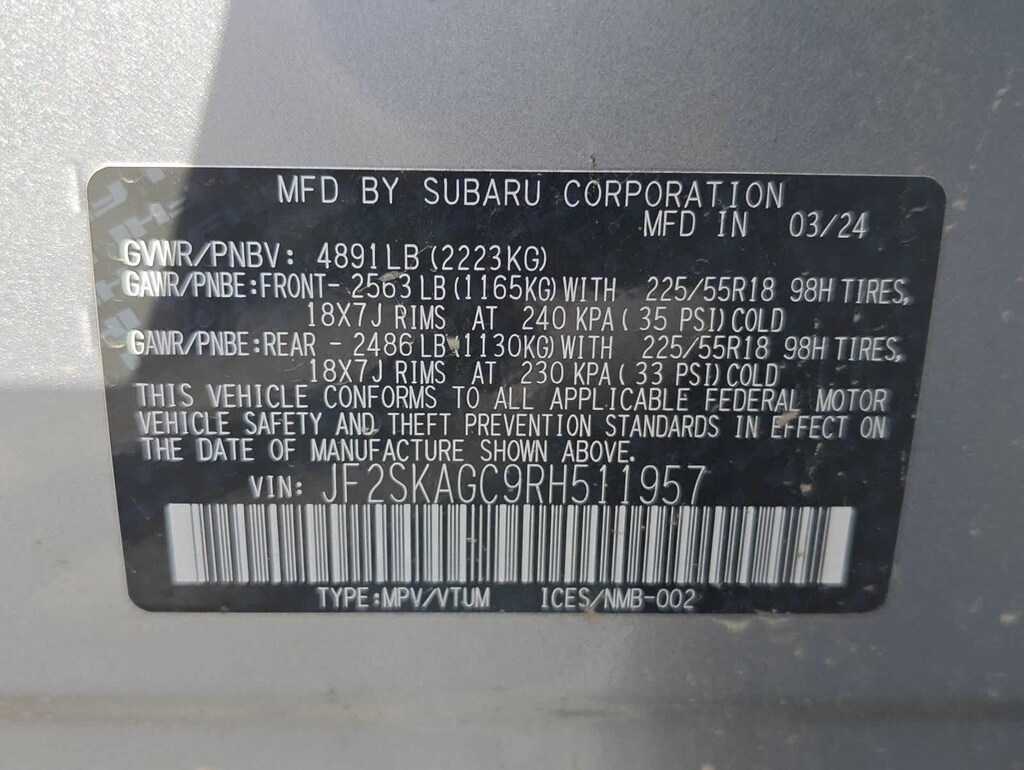 MFD BY SUBARU CORPORATION
MFD IN 03/24
GVWR/PNBV: 4891LB(2223KG)
GAWR/PNBE:FRONT- 2563LB(1165KG)WITH 225/55R18 98H TIRES,
18X7J RIMS AT 240 KPA( 35 PSI)COLD
GAWR/PNBE:REAR - 2486LB(1130KG)WITH 225/55R18 98H TIRES,
18X7J RIMS AT 230 KPA( 33 PSI)COLD
THIS VEHICLE CONFORMS TO ALL APPLICABLE FEDERAL MOTOR
VEHICLE SAFETY AND THEFT PREVENTION STANDARDS IN EFFECT ON
THE DATE OF MANUFACTURE SHOWN ABOVE.
VIN: JF2SKAGC9RH511957
TYPE:MPV/VTUM ICES/NMB-002